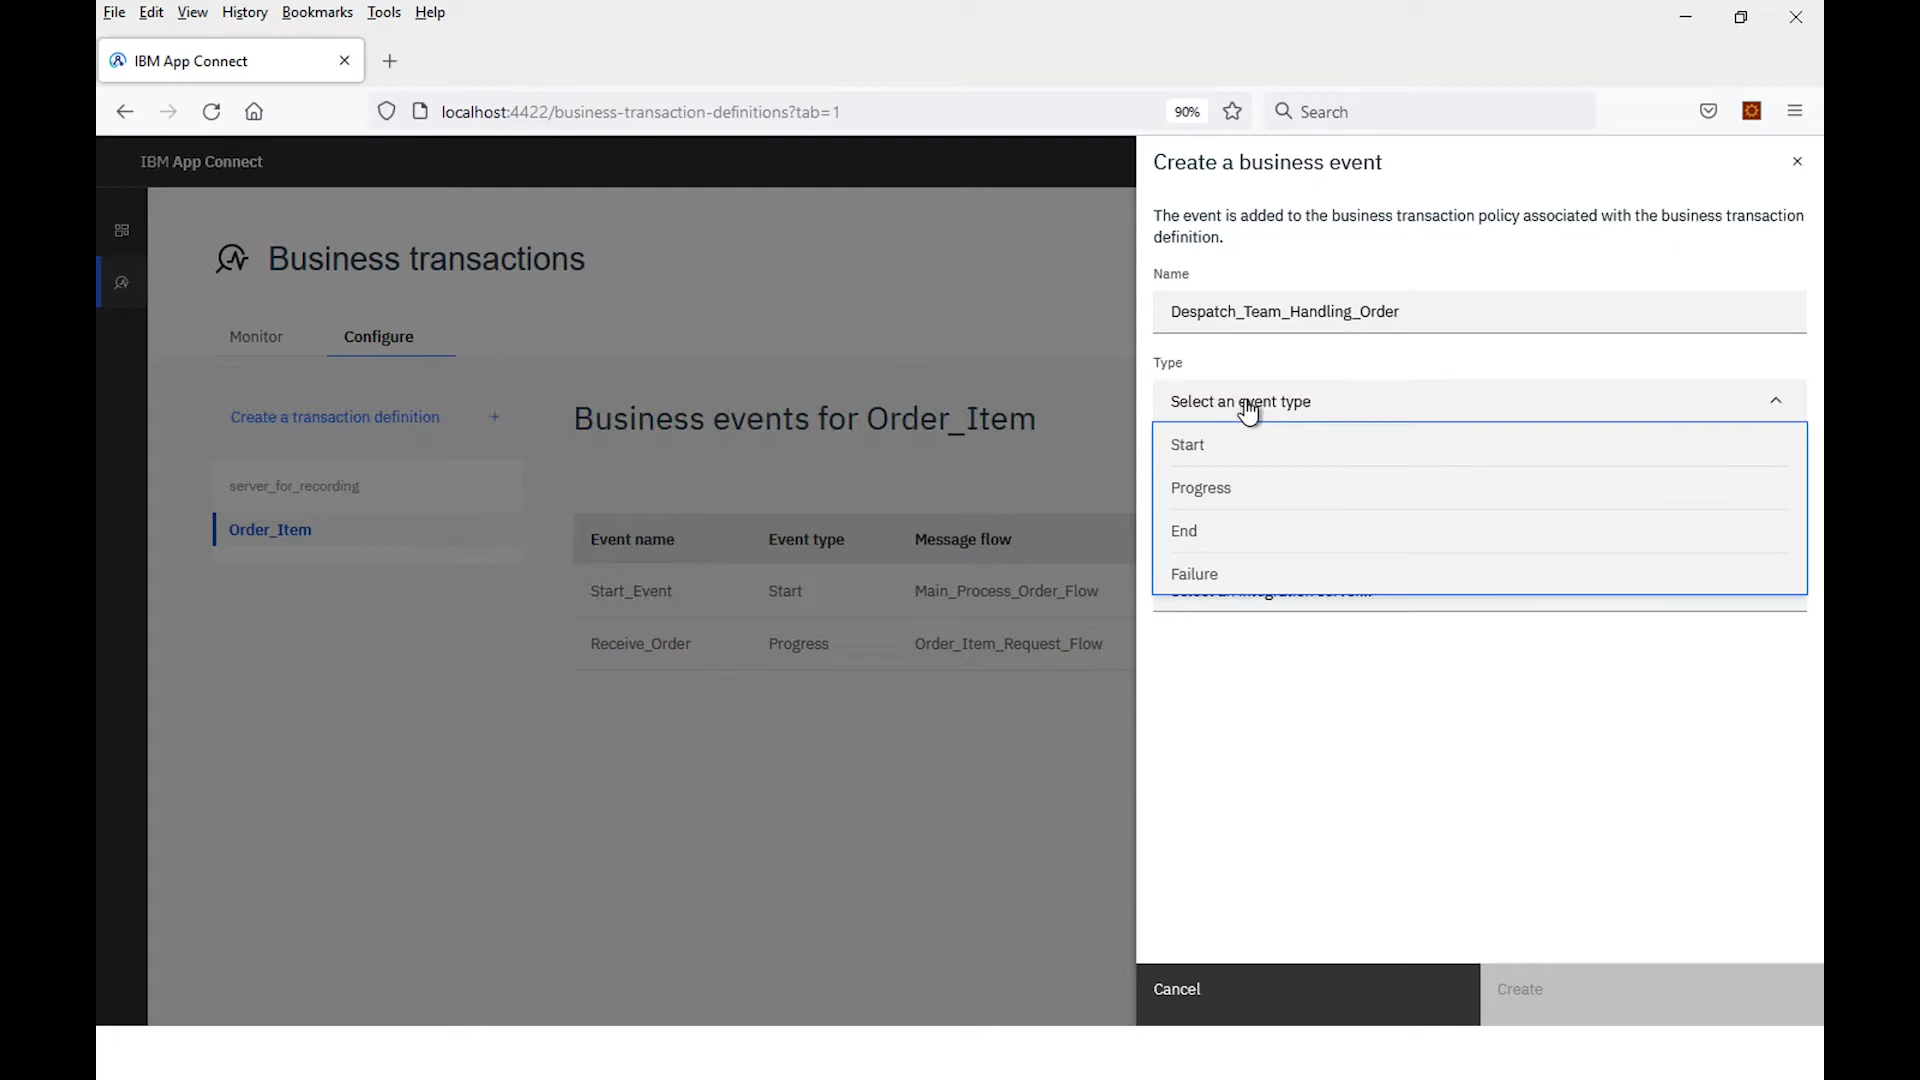 File Edit View History Bookmarks Tools Help
IBM App Connect
localhost:4422/business-transaction-definitions?tab=1
90%
Search
IBM App Connect
Business transactions
Monitor
Configure
Create a transaction definition +
server_for_recording
Order_Item
Business events for Order_Item
Event name Event type Message flow
Start_Event Start Main_Process_Order_Flow
Receive_Order Progress Order_Item_Request_Flow
Create a business event
The event is added to the business transaction policy associated with the business transaction
definition.
Name
Despatch_Team_Handling_Order
Type
Select an event type
Start
Progress
End
Failure
Cancel
Create